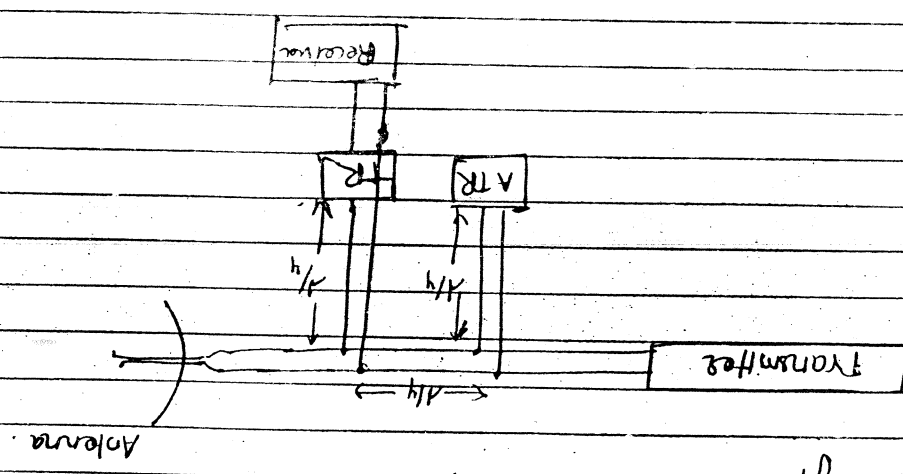 Antenna
λ/4
Transmitter
λ/4
λ/4
ATR
TR
Receiver